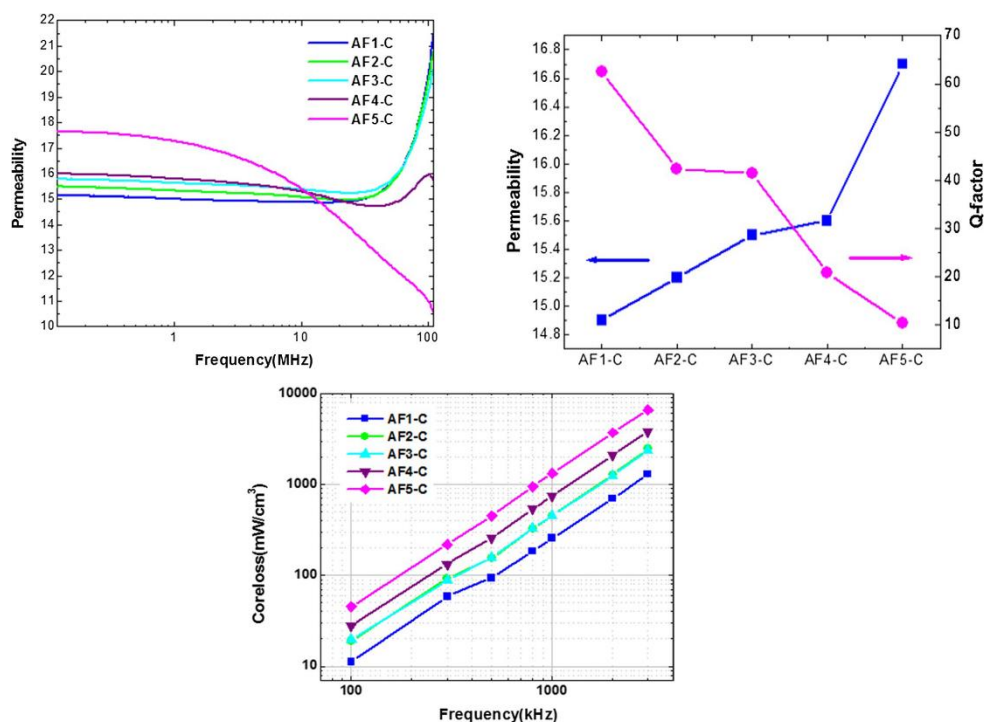 22
21
20
19
18
17
16
15
14
13
12
11
10
Permeability
AF1-C
AF2-C
AF3-C
AF4-C
AF5-C
1
10
100
Frequency(MHz)
16.8
16.6
16.4
16.2
16.0
15.8
15.6
15.4
15.2
15.0
14.8
Permeability
70
60
50
40
30
20
10
Q-factor
AF1-C AF2-C AF3-C AF4-C AF5-C
10000
1000
100
10
Coreloss(mW/cm³)
AF1-C
AF2-C
AF3-C
AF4-C
AF5-C
100
1000
Frequency(kHz)